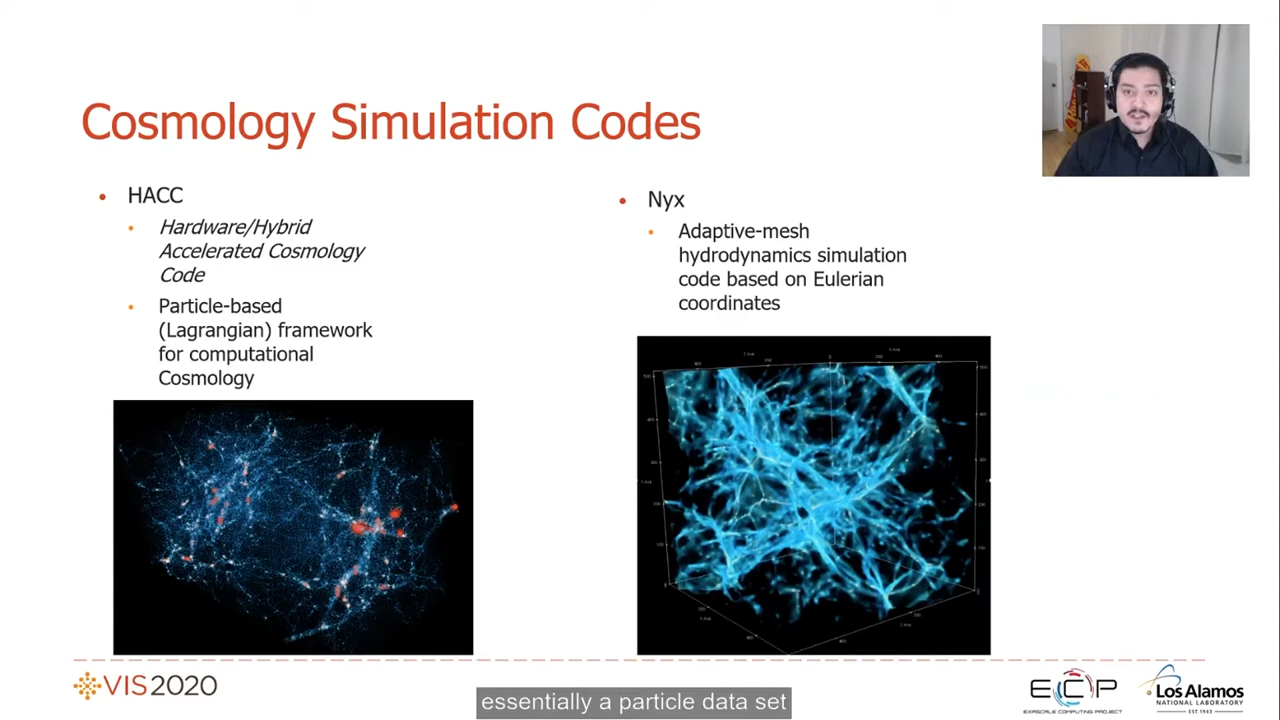 Cosmology Simulation Codes
HACC
Hardware/Hybrid
Accelerated Cosmology
Code
Particle-based
(Lagrangian) framework
for computational
Cosmology
Nyx
Adaptive-mesh
hydrodynamics simulation
code based on Eulerian
coordinates
VIS2020
essentially a particle data set
ECP
EXASCALE COMPUTING PROJECT
Los Alamos
NATIONAL LABORATORY
EST. 1943